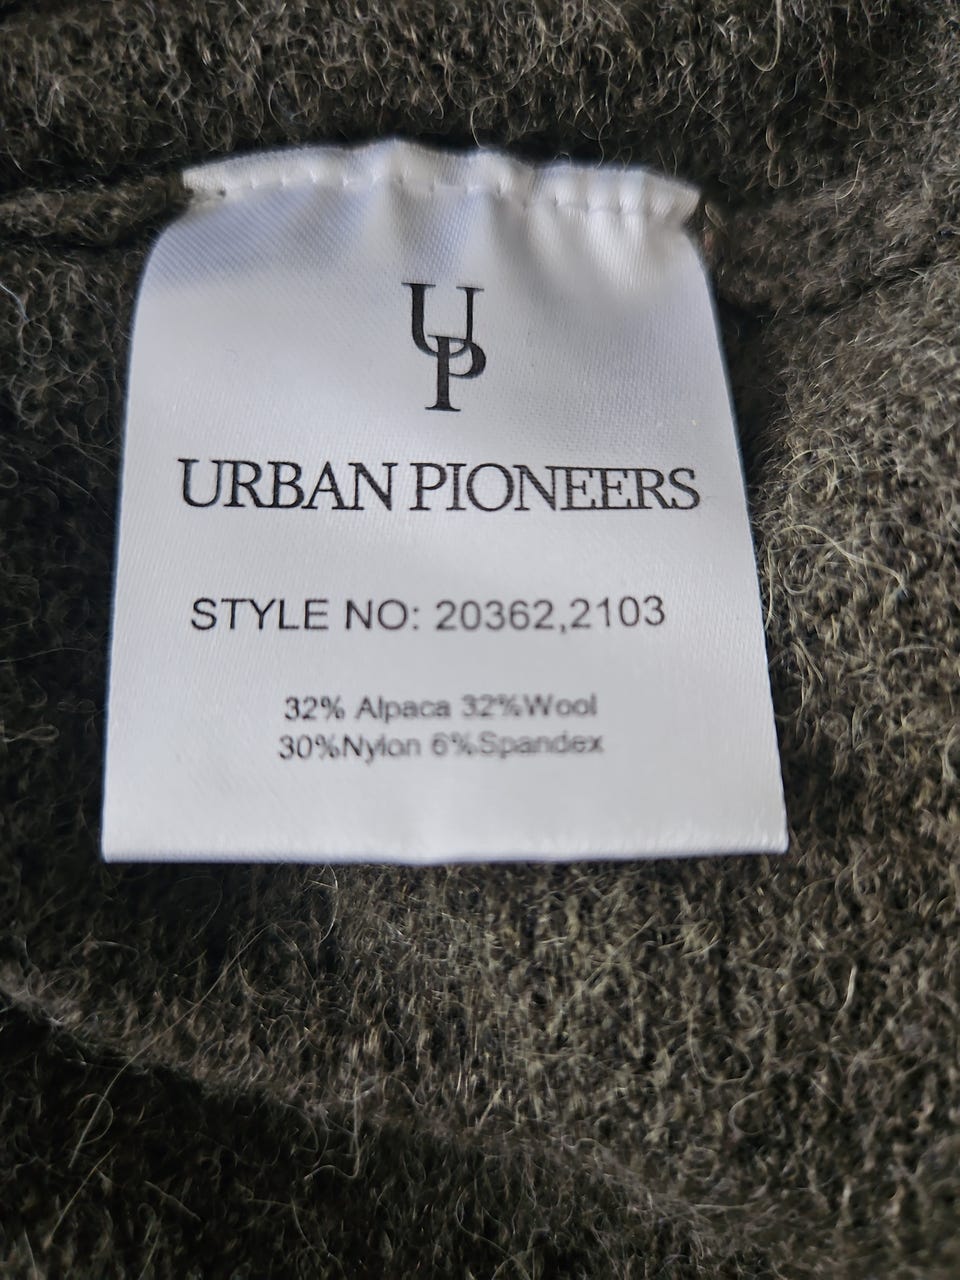 UP
URBAN PIONEERS
STYLE NO: 20362,2103
32% Alpaca 32%Wool
30%Nylon 6%Spandex